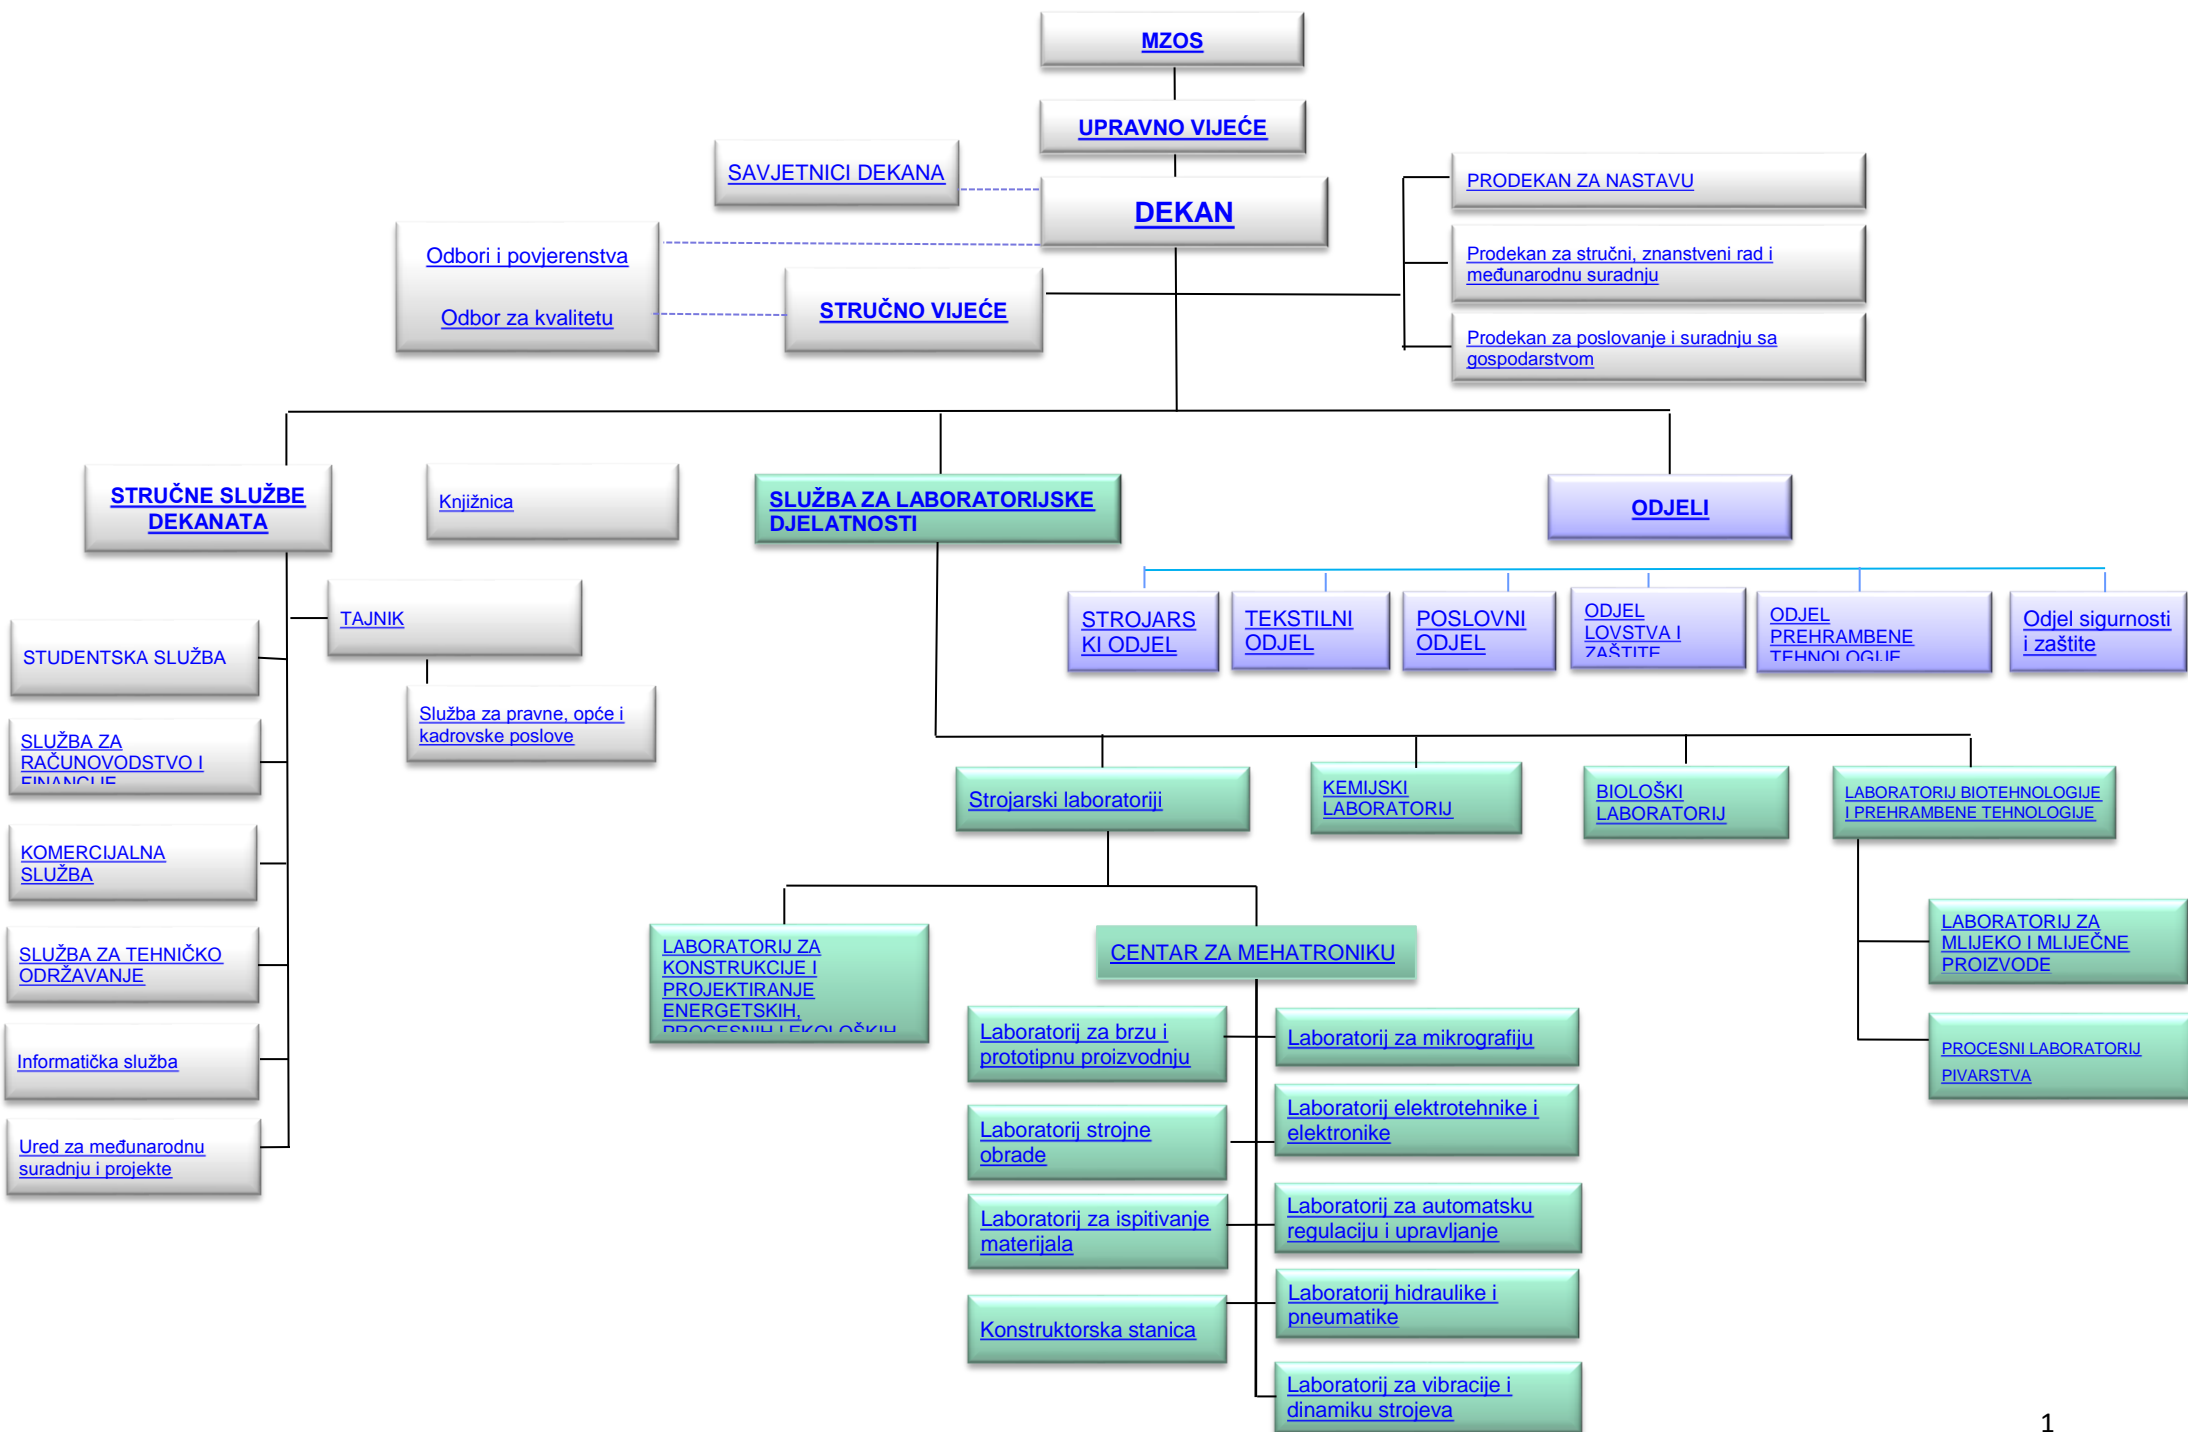 MZOS
UPRAVNO VIJEĆE
SAVJETNICI DEKANA
DEKAN
PRODEKAN ZA NASTAVU
Odbori i povjerenstva
Prodekan za stručni, znanstveni rad i
međunarodnu suradnju
Odbor za kvalitetu
STRUČNO VIJEĆE
Prodekan za poslovanje i suradnju sa
gospodarstvom
STRUČNE SLUŽBE
DEKANATA
Knjižnica
SLUŽBA ZA LABORATORIJSKE
DJELATNOSTI
ODJELI
TAJNIK
STROJARS
KI ODJEL
TEKSTILNI
ODJEL
POSLOVNI
ODJEL
ODJEL
LOVSTVA I
ZAŠTITE
ODJEL
PREHRAMBENE
TEHNOLOGIJE
Odjel sigurnosti
i zaštite
STUDENTSKA SLUŽBA
Služba za pravne, opće i
kadrovske poslove
SLUŽBA ZA
RAČUNOVODSTVO I
FINANCIJE
Strojarski laboratoriji
KEMIJSKI
LABORATORIJ
BIOLOŠKI
LABORATORIJ
LABORATORIJ BIOTEHNOLOGIJE
I PREHRAMBENE TEHNOLOGIJE
KOMERCIJALNA
SLUŽBA
SLUŽBA ZA TEHNIČKO
ODRŽAVANJE
LABORATORIJ ZA
KONSTRUKCIJE I
PROJEKTIRANJE
ENERGETSKIH,
PROCESNIH I EKOLOŠKIH
CENTAR ZA MEHATRONIKU
LABORATORIJ ZA
MLIJEKO I MLIJEČNE
PROIZVODE
Informatička služba
Laboratorij za brzu i
prototipnu proizvodnju
Laboratorij za mikrografiju
PROCESNI LABORATORIJ
PIVARSTVA
Ured za međunarodnu
suradnju i projekte
Laboratorij strojne
obrade
Laboratorij elektrotehnike i
elektronike
Laboratorij za ispitivanje
materijala
Laboratorij za automatsku
regulaciju i upravljanje
Konstruktorska stanica
Laboratorij hidraulike i
pneumatike
Laboratorij za vibracije i
dinamiku strojeva
1